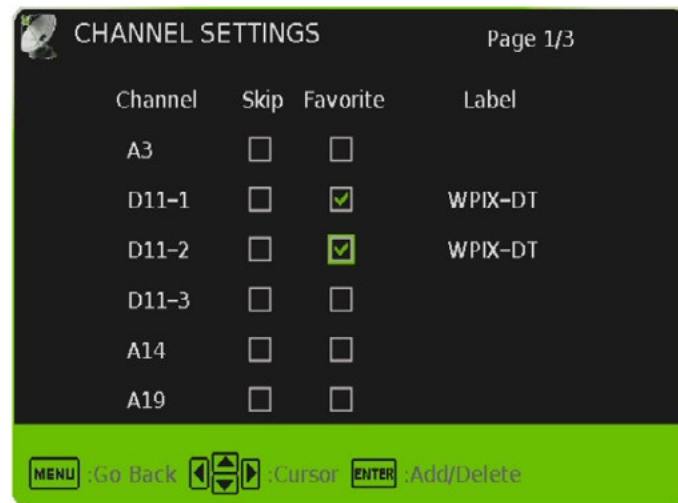 CHANNEL SETTINGS Page 1/3
Channel Skip Favorite Label
A3
D11-1 WPIX-DT
D11-2 WPIX-DT
D11-3
A14
A19
MENU :Go Back :Cursor ENTER :Add/Delete